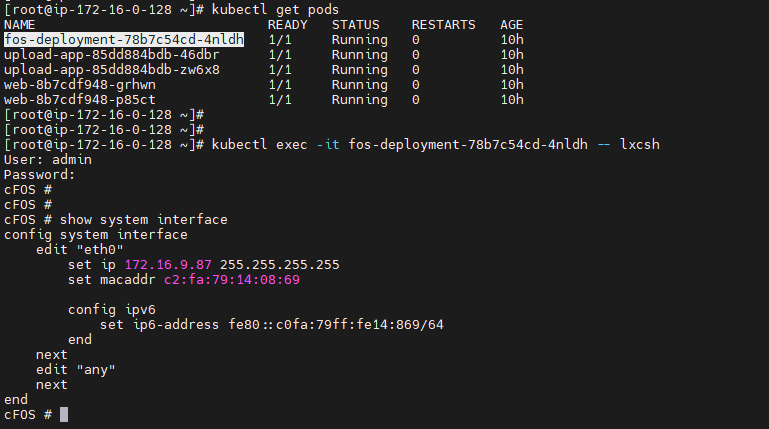 [root@ip-172-16-0-128 ~]# kubectl get pods
NAME READY STATUS RESTARTS AGE
fos-deployment-78b7c54cd-4nldh 1/1 Running 0 10h
upload-app-85dd884bdb-46dbr 1/1 Running 0 10h
upload-app-85dd884bdb-zw6x8 1/1 Running 0 10h
web-8b7cdf948-grhwn 1/1 Running 0 10h
web-8b7cdf948-p85ct 1/1 Running 0 10h
[root@ip-172-16-0-128 ~]#
[root@ip-172-16-0-128 ~]#
[root@ip-172-16-0-128 ~]# kubectl exec -it fos-deployment-78b7c54cd-4nldh -- lxcsh
User: admin
Password:
cFOS #
cFOS #
cFOS # show system interface
config system interface
edit "eth0"
set ip 172.16.9.87 255.255.255.255
set macaddr c2:fa:79:14:08:69
config ipv6
set ip6-address fe80::c0fa:79ff:fe14:869/64
end
next
edit "any"
next
end
cFOS #